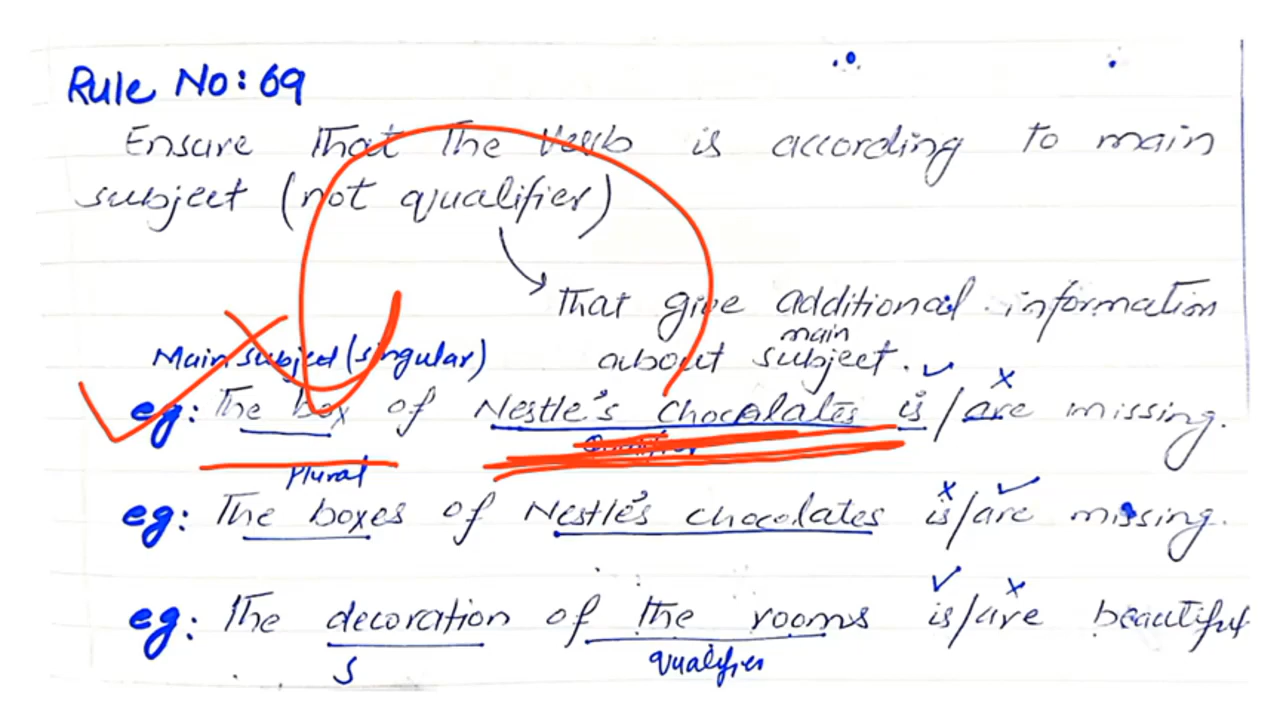 Rule No: 69
Ensure that the verb is according to main
subject (not qualifier)
That give additional information
main
Main subject (singular)
about subject. ✓ x
eg: The box of Nestle's chocolates is/are missing.
Qualifier
Plural
x ✓
eg: The boxes of Nestle's chocolates is/are missing.
✓ x
eg: The decoration of the rooms is/are beautiful
S qualifier